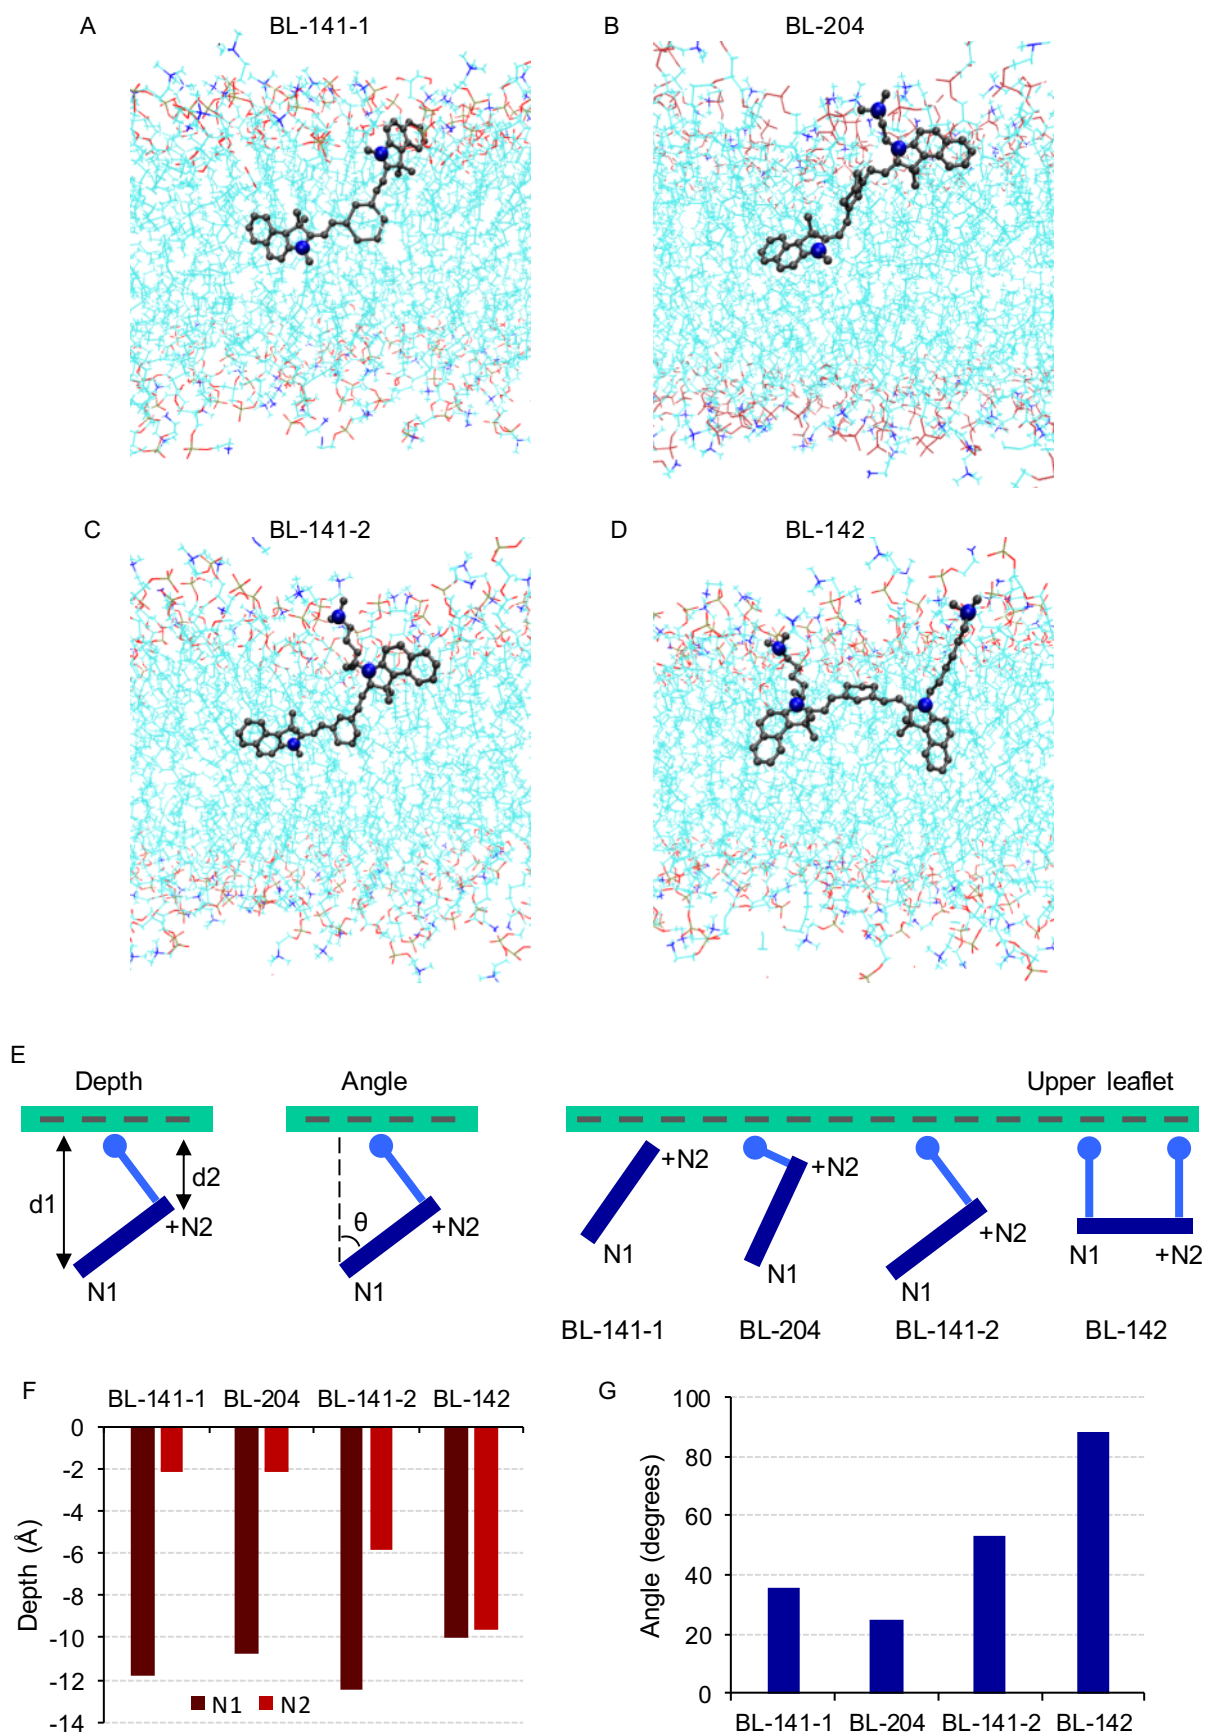 A
BL-141-1
B
BL-204
C
BL-141-2
D
BL-142
E
Depth
Angle
Upper leaflet
d1
d2
+N2
N1
θ
+N2
N1
+N2
N1
+N2
N1
+N2
N1
N1
+N2
BL-141-1
BL-204
BL-141-2
BL-142
F
BL-141-1
BL-204
BL-141-2
BL-142
0
-2
-4
-6
-8
-10
-12
-14
Depth (Å)
N1
N2
G
100
80
60
40
20
0
Angle (degrees)
BL-141-1
BL-204
BL-141-2
BL-142